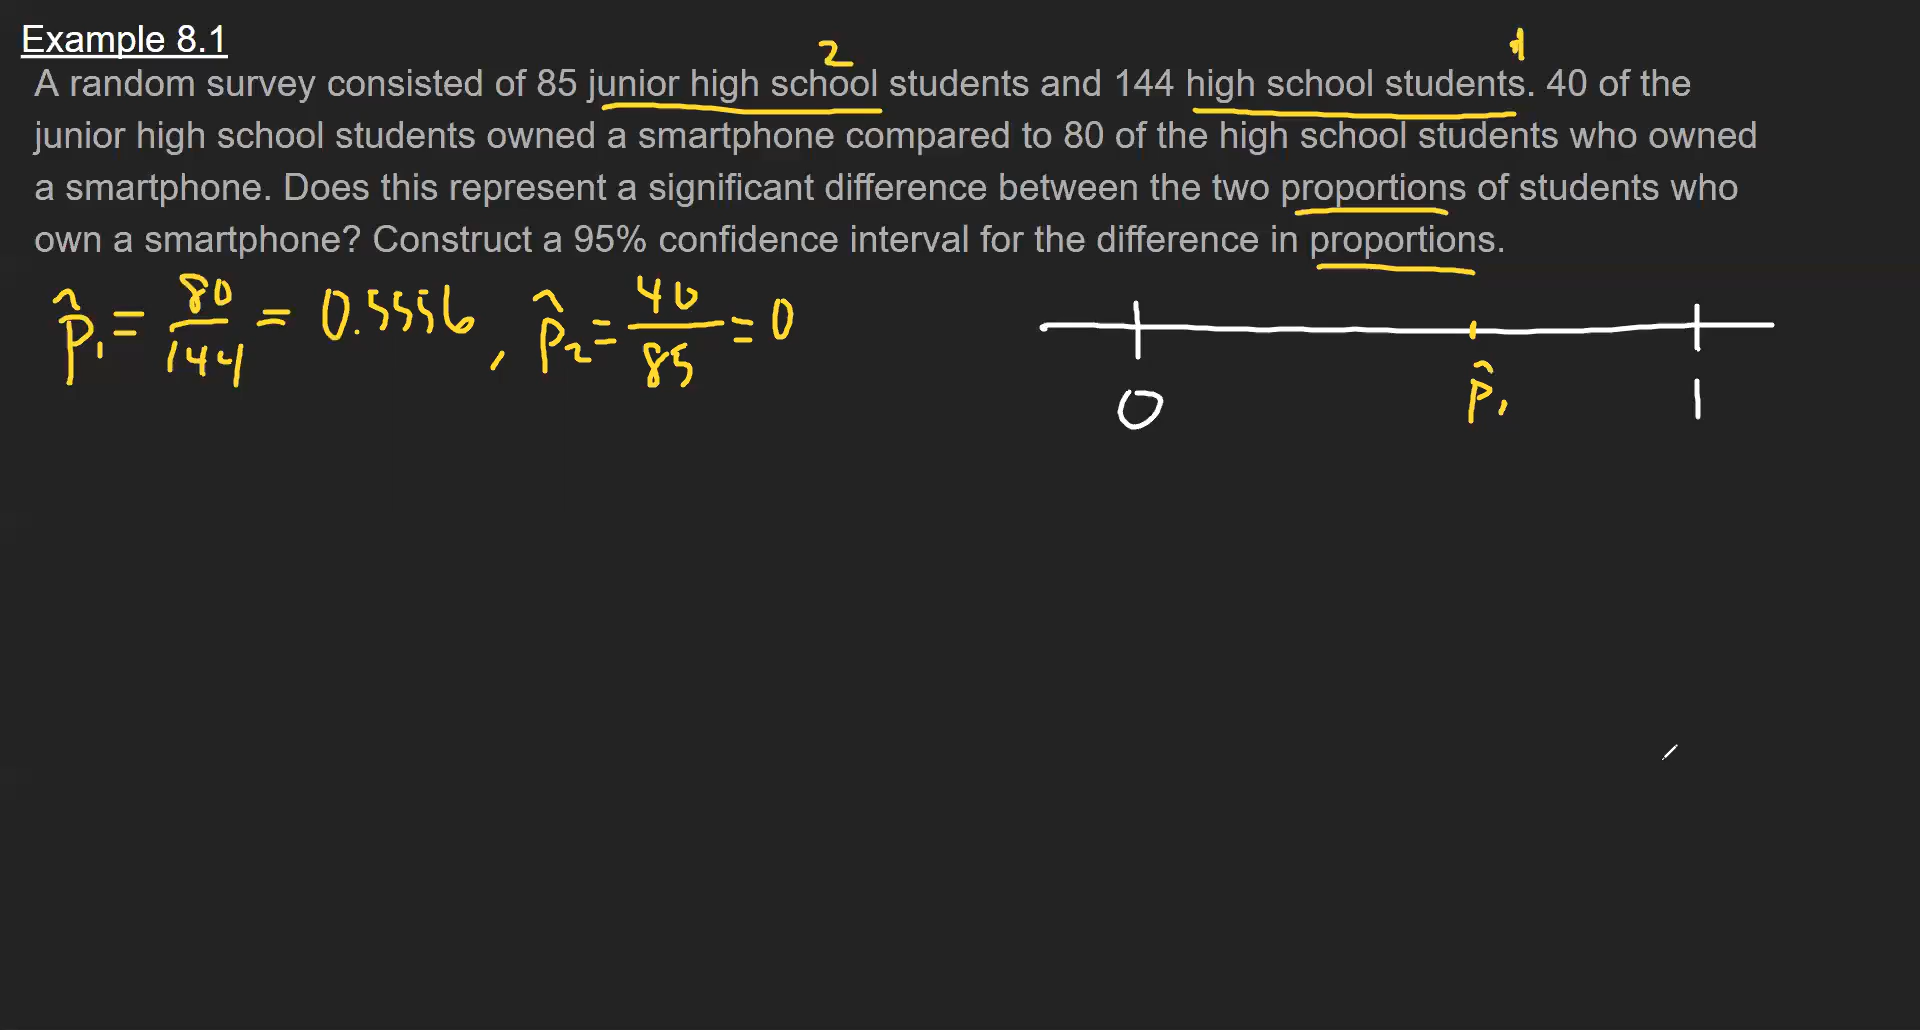 Example 8.1
2 1
A random survey consisted of 85 junior high school students and 144 high school students. 40 of the
junior high school students owned a smartphone compared to 80 of the high school students who owned
a smartphone. Does this represent a significant difference between the two proportions of students who
own a smartphone? Construct a 95% confidence interval for the difference in proportions.
p̂₁ = 80/144 = 0.5556, p̂₂ = 40/85 = 0
0 p̂₁ 1